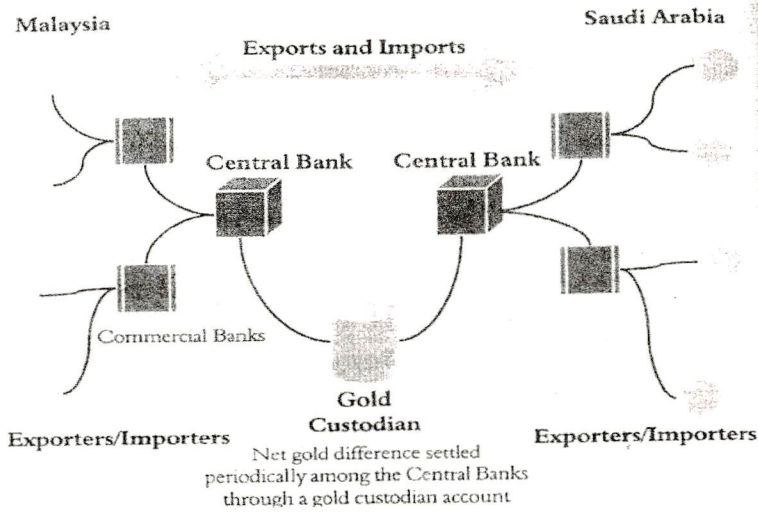 Malaysia
Saudi Arabia
Exports and Imports
Central Bank
Central Bank
Commercial Banks
Gold
Custodian
Exporters/Importers
Exporters/Importers
Net gold difference settled
periodically among the Central Banks
through a gold custodian account